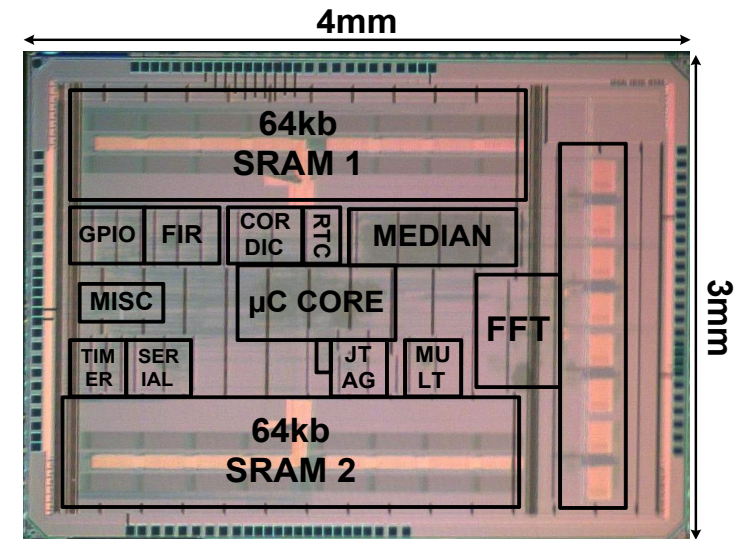 4mm
64kb
SRAM 1
GPIO
FIR
COR
DIC
RTC
MEDIAN
MISC
µC CORE
FFT
3mm
TIM
ER
SER
IAL
JT
AG
MU
LT
64kb
SRAM 2